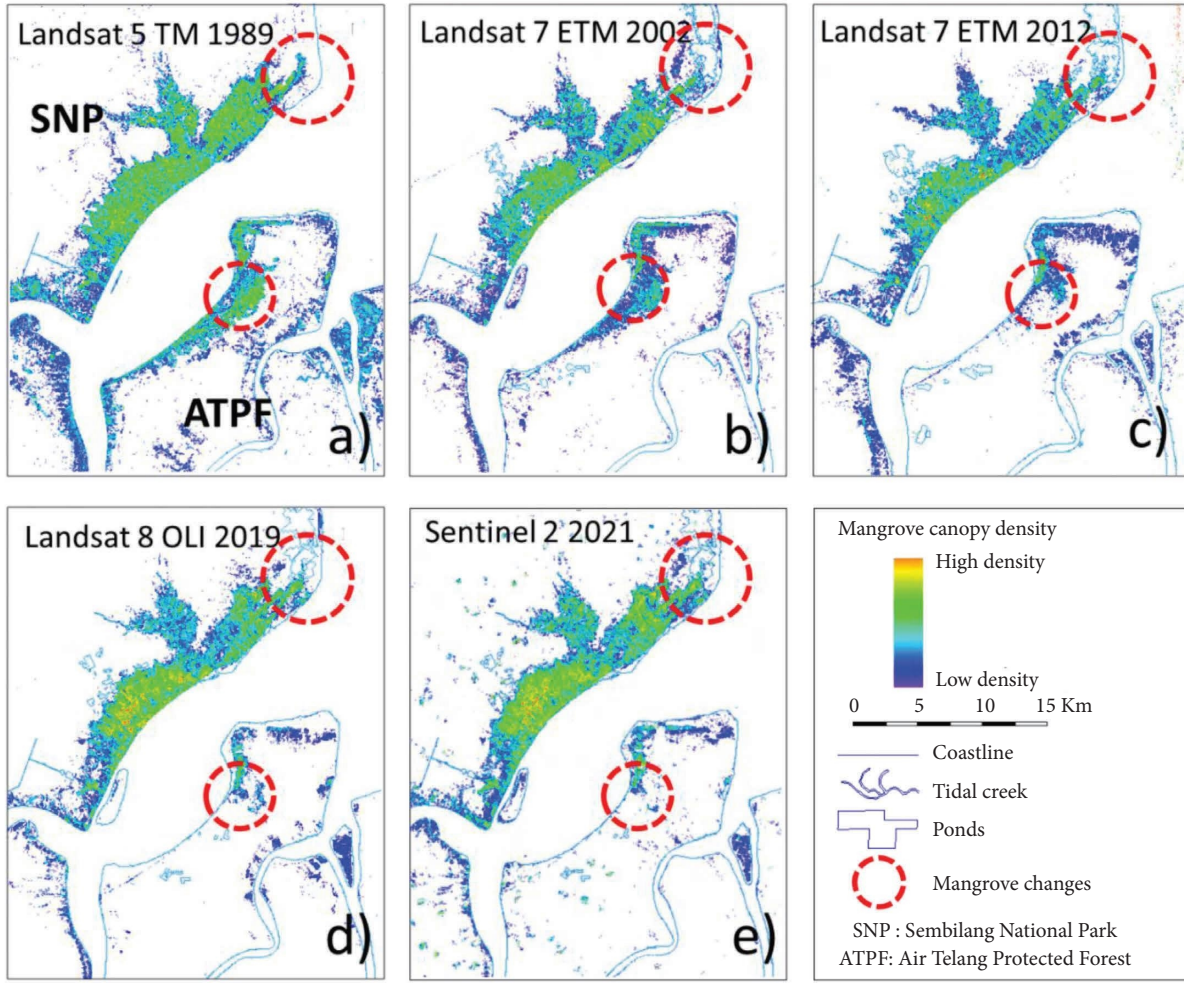 Landsat 5 TM 1989
SNP
ATPF
a)
Landsat 7 ETM 2002
b)
Landsat 7 ETM 2012
c)
Landsat 8 OLI 2019
d)
Sentinel 2 2021
e)
Mangrove canopy density
High density
Low density
0 5 10 15 Km
Coastline
Tidal creek
Ponds
Mangrove changes
SNP : Sembilang National Park
ATPF: Air Telang Protected Forest